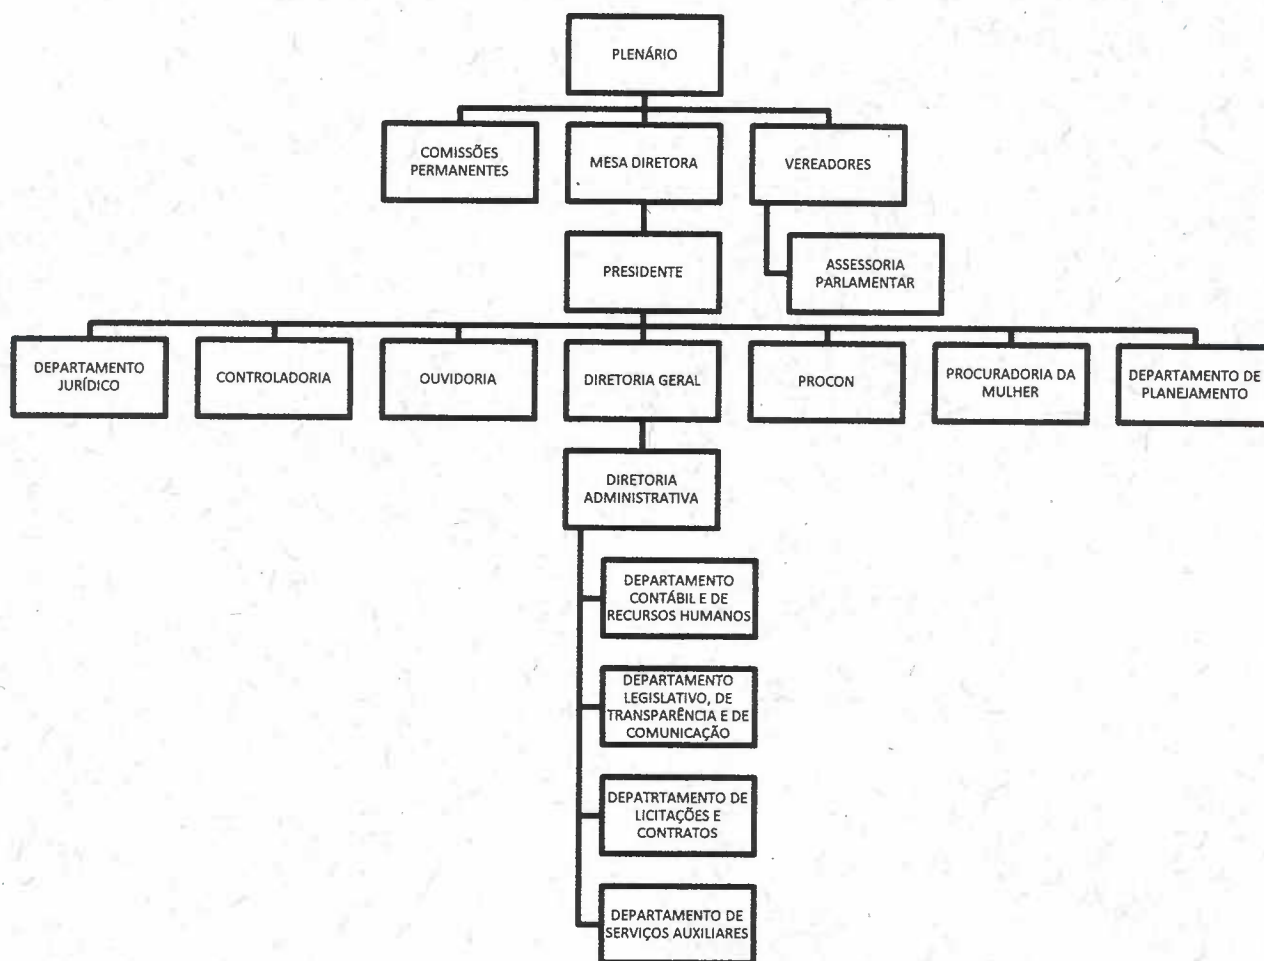 PLENÁRIO
COMISSÕES
PERMANENTES
MESA DIRETORA
VEREADORES
PRESIDENTE
ASSESSORIA
PARLAMENTAR
DEPARTAMENTO
JURÍDICO
CONTROLADORIA
OUVIDORIA
DIRETORIA GERAL
PROCON
PROCURADORIA DA
MULHER
DEPARTAMENTO DE
PLANEJAMENTO
DIRETORIA
ADMINISTRATIVA
DEPARTAMENTO
CONTÁBIL E DE
RECURSOS HUMANOS
DEPARTAMENTO
LEGISLATIVO, DE
TRANSPARÊNCIA E DE
COMUNICAÇÃO
DEPATRTAMENTO DE
LICITAÇÕES E
CONTRATOS
DEPARTAMENTO DE
SERVIÇOS AUXILIARES